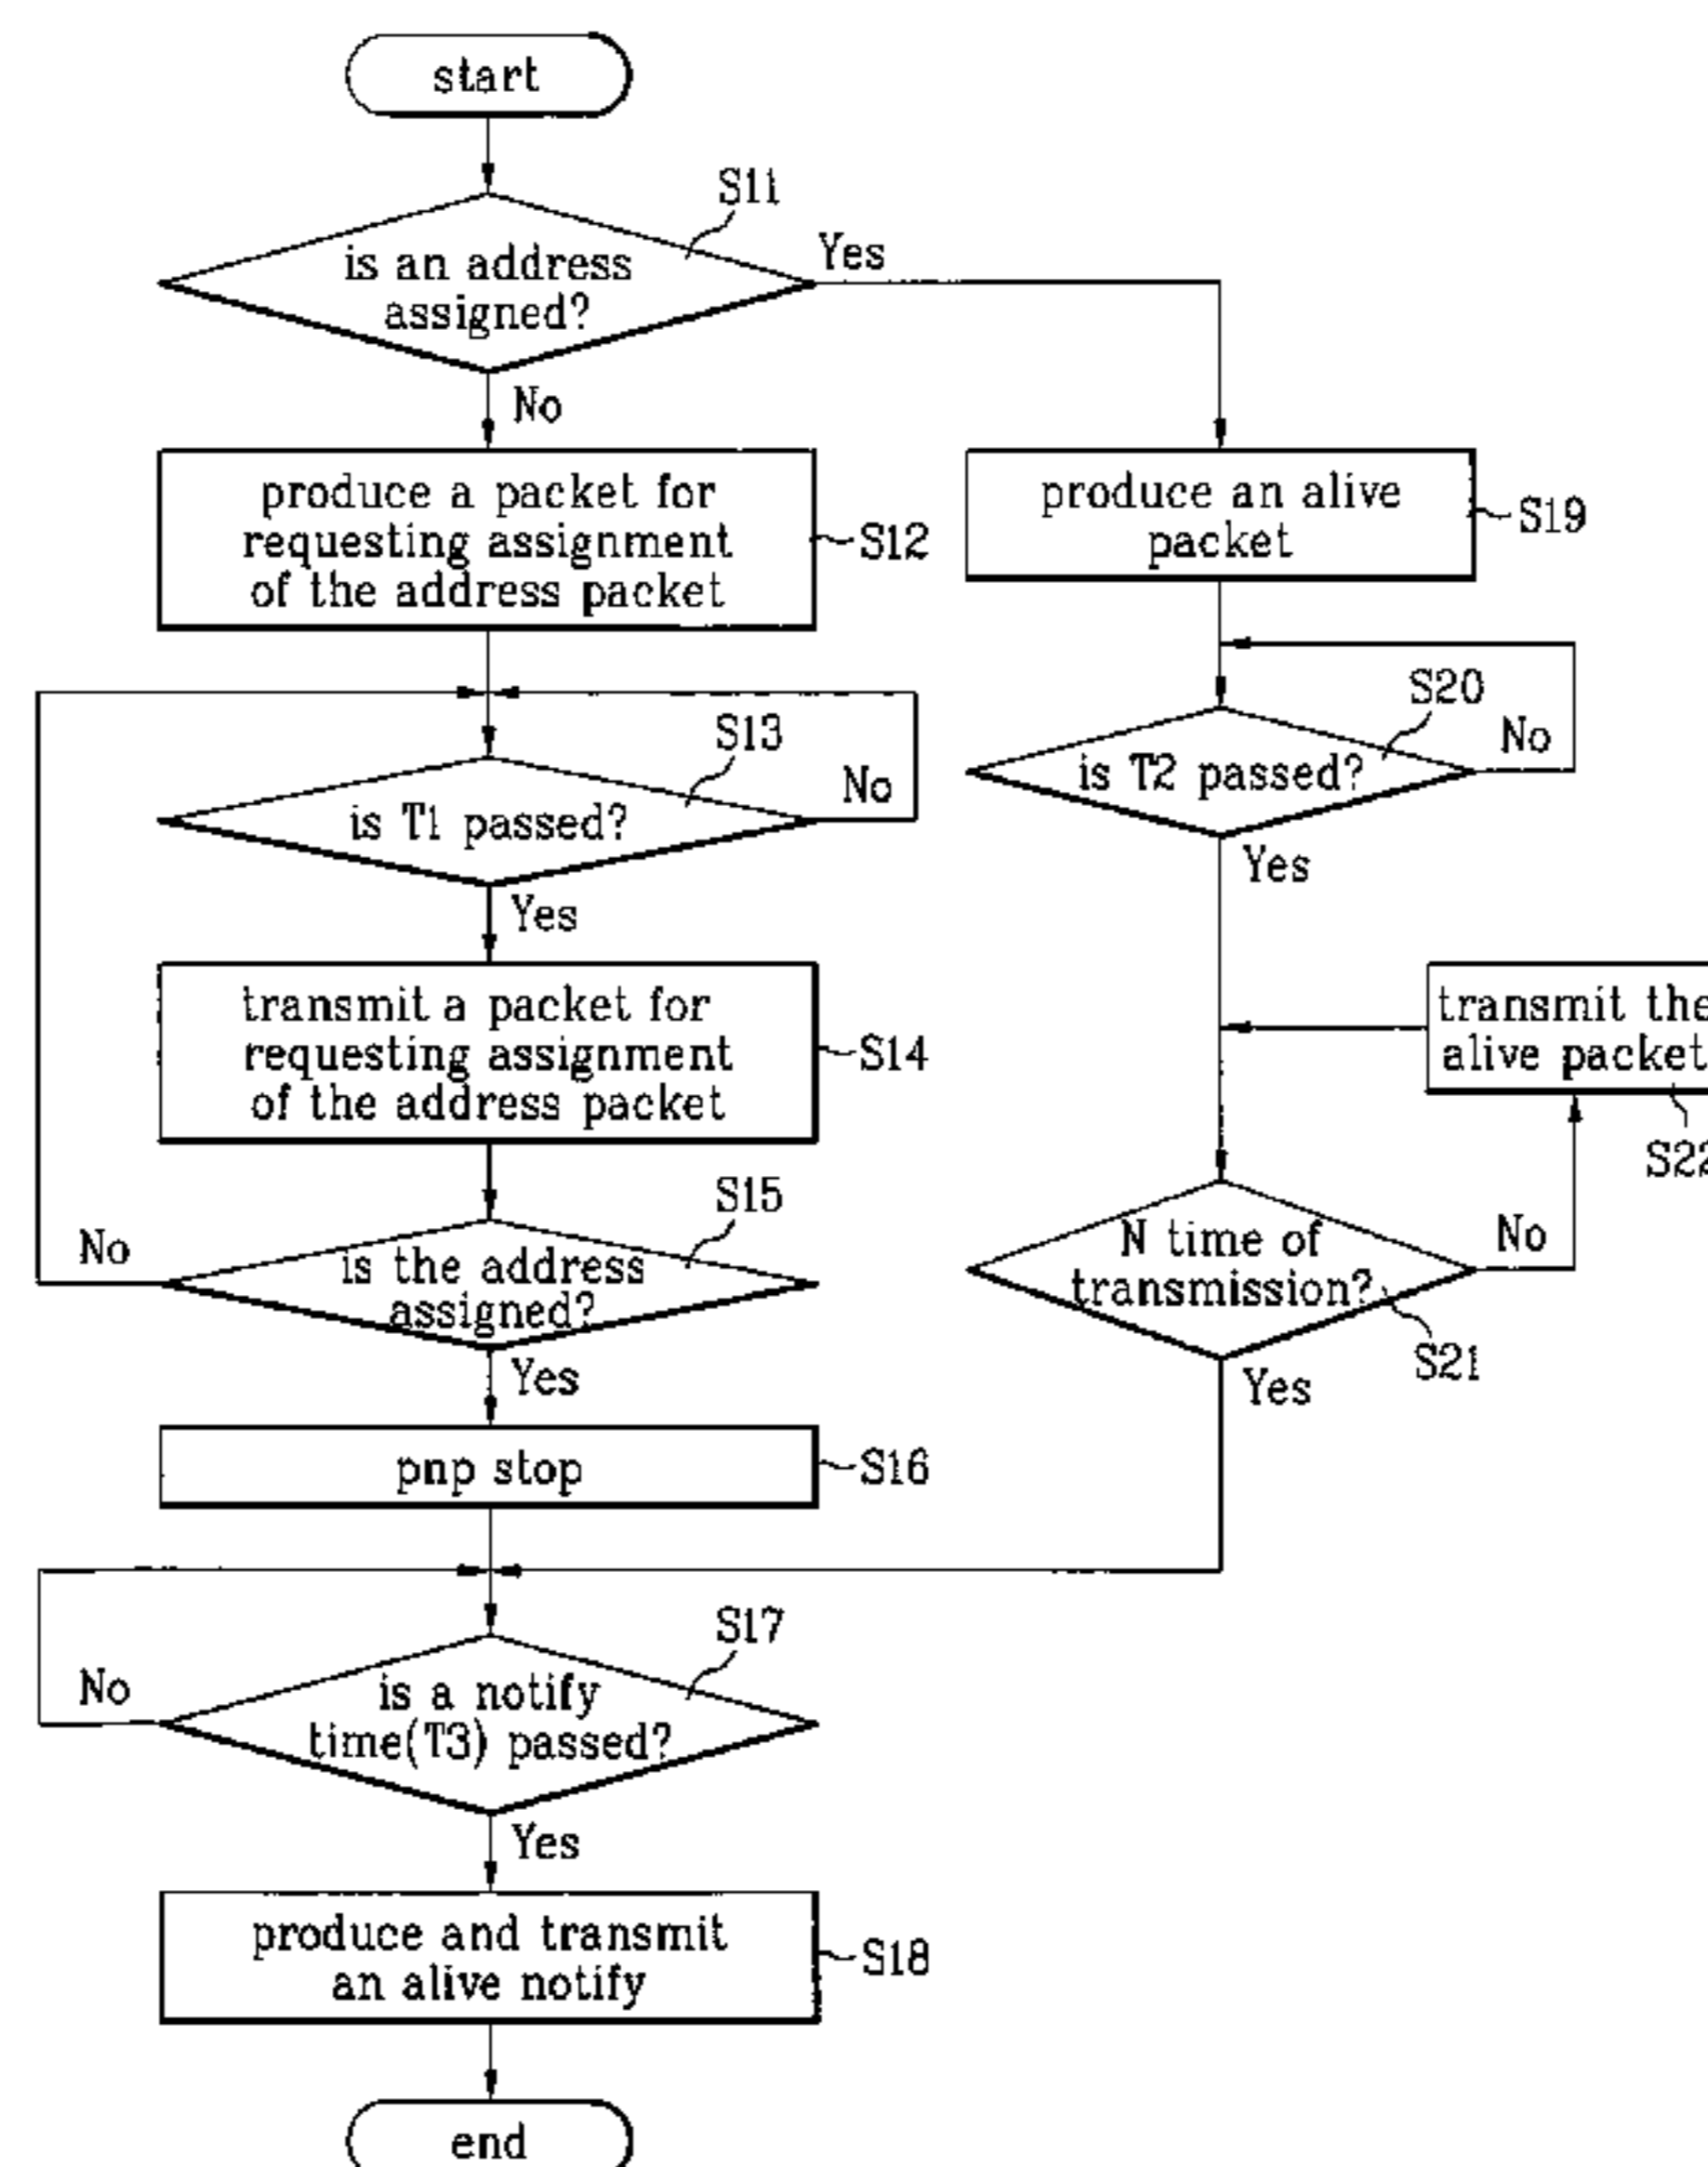 start
S11
is an address
assigned?
Yes
No
produce a packet for
requesting assignment
of the address packet
S12
produce an alive
packet
S19
S13
is T1 passed?
No
Yes
S20
is T2 passed?
No
Yes
transmit a packet for
requesting assignment
of the address packet
S14
transmit the
alive packet
S22
S15
is the address
assigned?
No
Yes
N time of
transmission?
No
S21
Yes
pnp stop
S16
S17
is a notify
time(T3) passed?
No
Yes
produce and transmit
an alive notify
S18
end